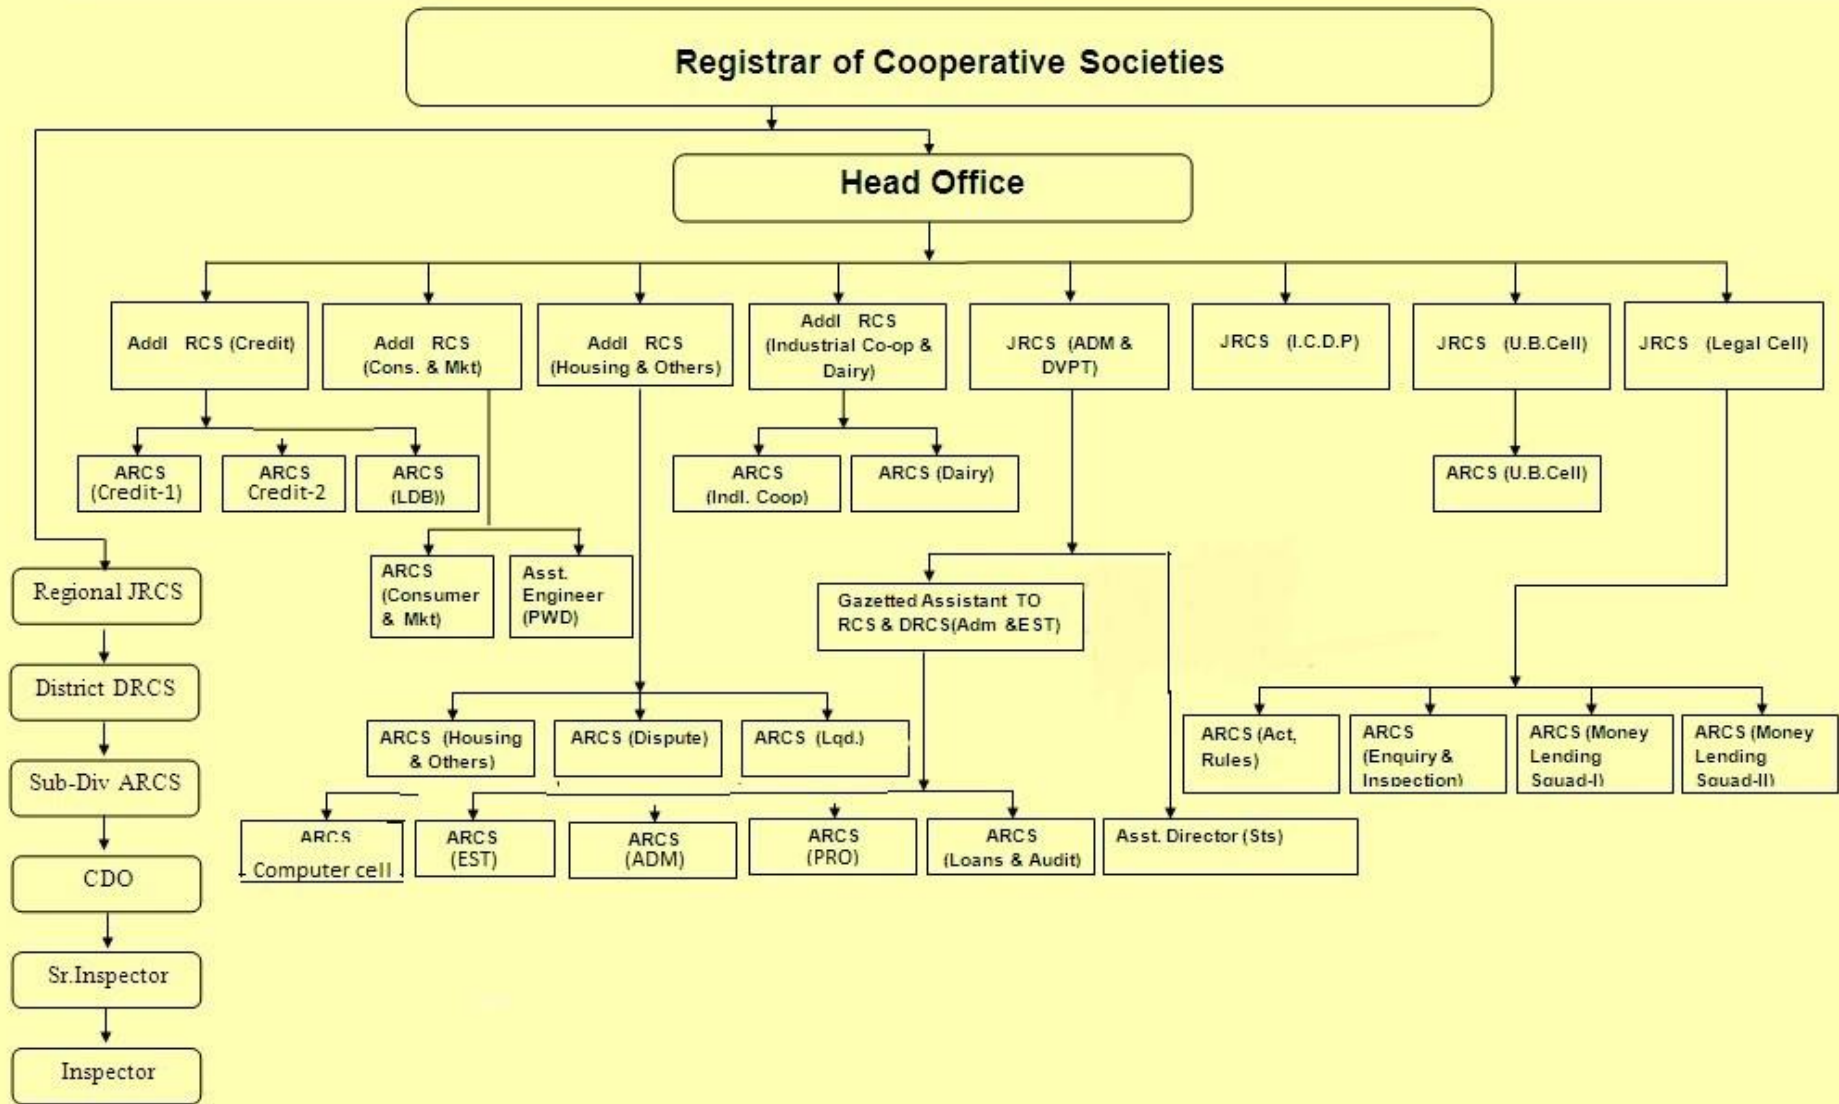 Registrar of Cooperative Societies
Head Office
Addl RCS (Credit)
Addl RCS
(Cons. & Mkt)
Addl RCS
(Housing & Others)
Addl RCS
(Industrial Co-op &
Dairy)
JRCS (ADM &
DVPT)
JRCS (I.C.D.P)
JRCS (U.B.Cell)
JRCS (Legal Cell)
ARCS
(Credit-1)
ARCS
Credit-2
ARCS
(LDB))
ARCS
(Indl. Coop)
ARCS (Dairy)
ARCS (U.B.Cell)
ARCS
(Consumer
& Mkt)
Asst.
Engineer
(PWD)
Gazetted Assistant TO
RCS & DRCS(Adm &EST)
ARCS (Housing
& Others)
ARCS (Dispute)
ARCS (Lqd.)
ARCS (Act,
Rules)
ARCS
(Enquiry &
Inspection)
ARCS (Money
Lending
Squad-I)
ARCS (Money
Lending
Squad-II)
ARCS
Computer cell
ARCS
(EST)
ARCS
(ADM)
ARCS
(PRO)
ARCS
(Loans & Audit)
Asst. Director (Sts)
Regional JRCS
District DRCS
Sub-Div ARCS
CDO
Sr.Inspector
Inspector